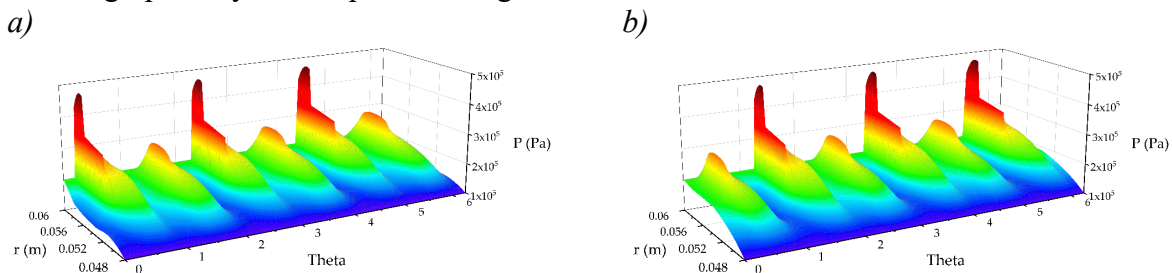 a)
b)
5x10⁵
4x10⁵
3x10⁵
2x10⁵
1x10⁵
P (Pa)
0.06
0.056
0.052
0.048
r (m)
0
1
2
3
4
5
6
Theta
5x10⁵
4x10⁵
3x10⁵
2x10⁵
1x10⁵
P (Pa)
0.06
0.056
0.052
0.048
r (m)
0
1
2
3
4
5
6
Theta